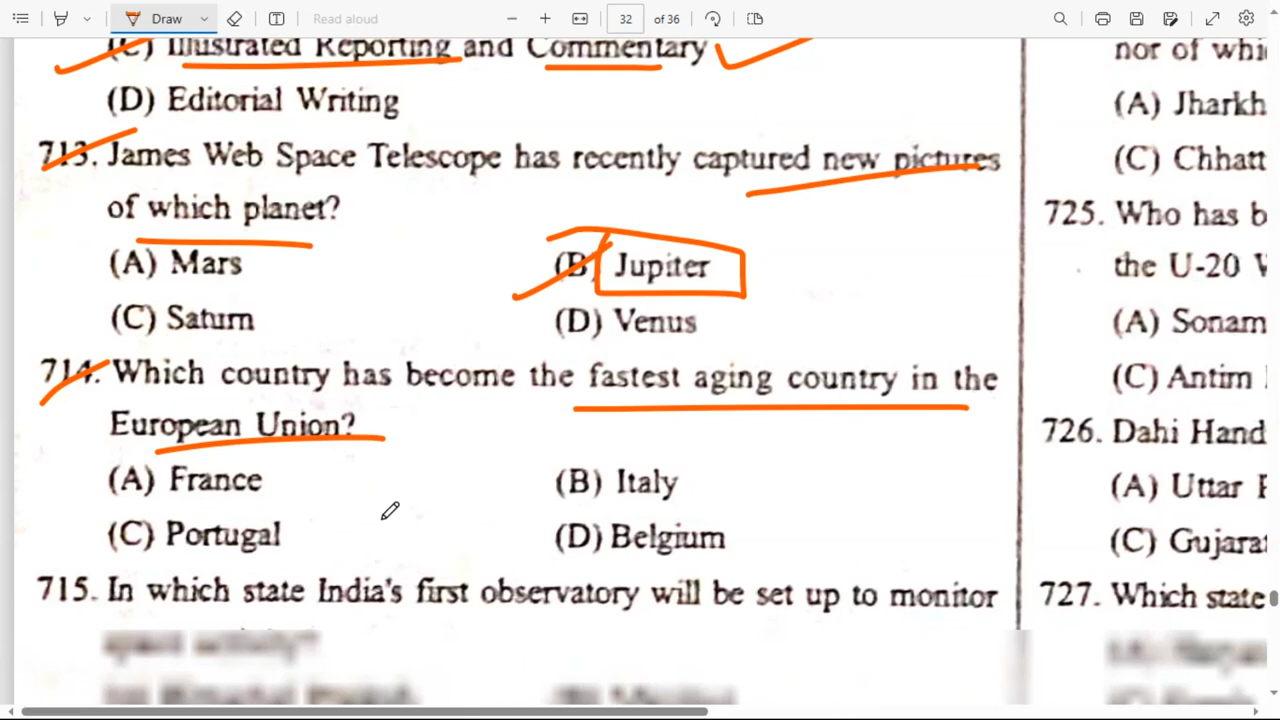 Draw
Read aloud
32
of 36
(C) Illustrated Reporting and Commentary
(D) Editorial Writing
713. James Web Space Telescope has recently captured new pictures
of which planet?
(A) Mars
(B) Jupiter
(C) Saturn
(D) Venus
714. Which country has become the fastest aging country in the
European Union?
(A) France
(B) Italy
(C) Portugal
(D) Belgium
715. In which state India's first observatory will be set up to monitor
nor of whi
(A) Jharkh
(C) Chhatt
725. Who has b
the U-20
(A) Sonam
(C) Antim
726. Dahi Hand
(A) Uttar
(C) Gujara
727. Which state